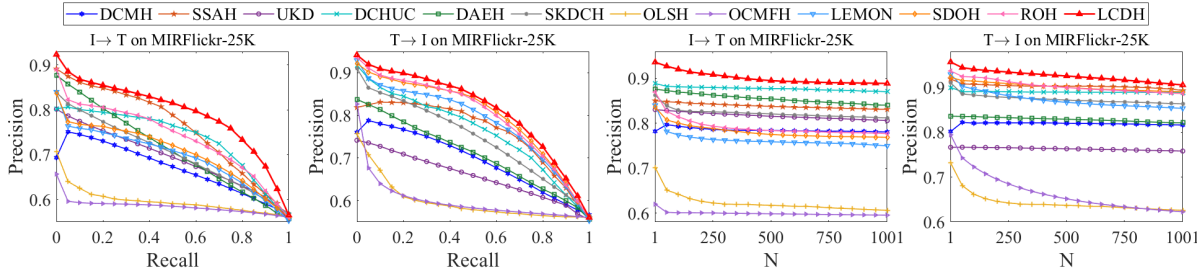 DCMH SSAH UKD DCHUC DAEH SKDCH OLSH OCMFH LEMON SDOH ROH LCDH
I→ T on MIRFlickr-25K
Precision
0.9
0.8
0.7
0.6
0 0.2 0.4 0.6 0.8 1
Recall
T→ I on MIRFlickr-25K
Precision
0.9
0.8
0.7
0.6
0 0.2 0.4 0.6 0.8 1
Recall
I→ T on MIRFlickr-25K
Precision
0.9
0.8
0.7
0.6
1 250 500 750 1001
N
T→ I on MIRFlickr-25K
Precision
0.9
0.8
0.7
0.6
1 250 500 750 1001
N